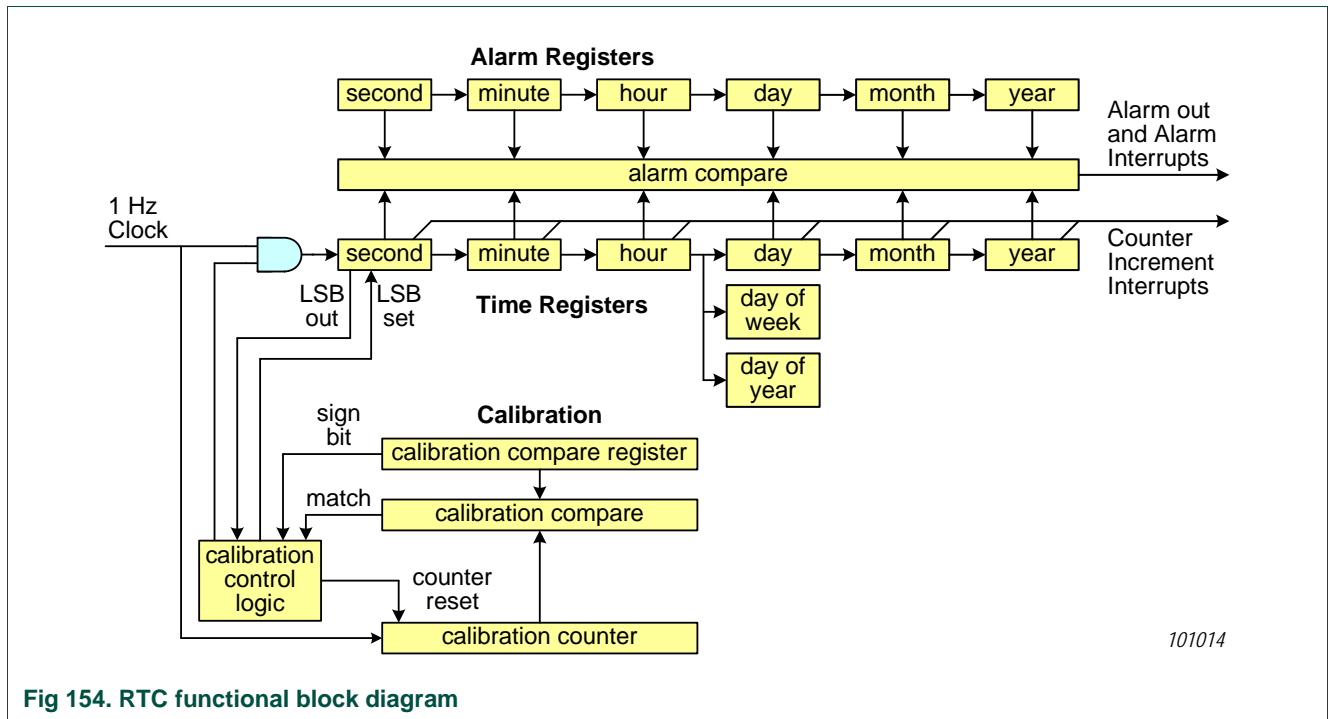 Alarm Registers
second
minute
hour
day
month
year
Alarm out
and Alarm
Interrupts
alarm compare
1 Hz
Clock
second
minute
hour
day
month
year
Counter
Increment
Interrupts
LSB
out
LSB
set
Time Registers
day of
week
day of
year
Calibration
sign
bit
calibration compare register
match
calibration compare
calibration
control
logic
counter
reset
calibration counter
101014
Fig 154. RTC functional block diagram